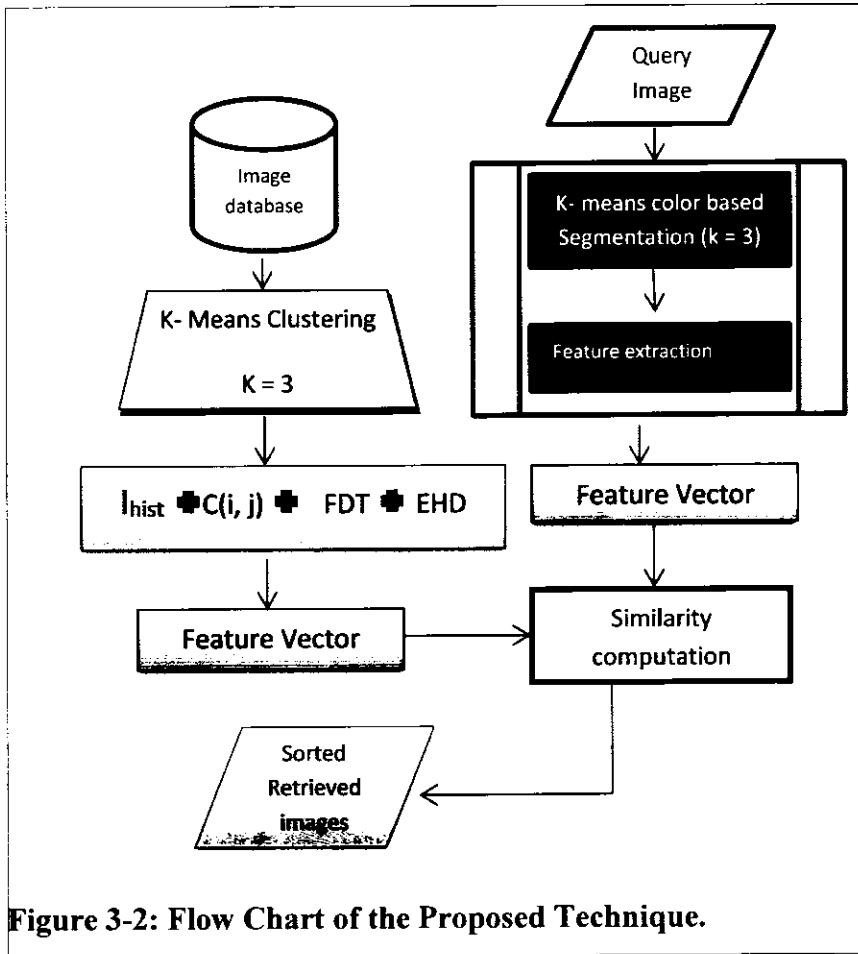 Query
Image
Image
database
K- means color based
Segmentation (k = 3)
Feature extraction
K- Means Clustering
K = 3
I_hist ✚ C(i, j) ✚ FDT ✚ EHD
Feature Vector
Feature Vector
Similarity
computation
Sorted
Retrieved
images
Figure 3-2: Flow Chart of the Proposed Technique.